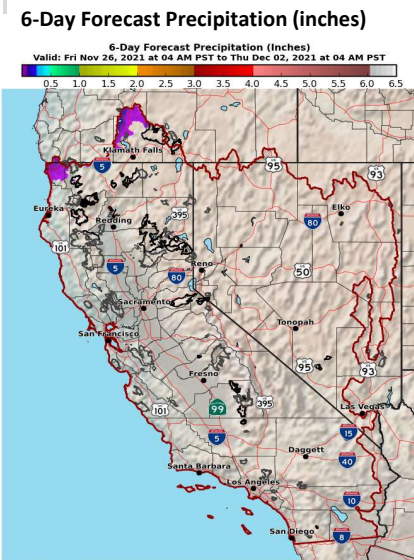 6-Day Forecast Precipitation (inches)
6-Day Forecast Precipitation (Inches)
Valid: Fri Nov 26, 2021 at 04 AM PST to Thu Dec 02, 2021 at 04 AM PST
0.5 1.0 1.5 2.0 2.5 3.0 3.5 4.0 4.5 5.0 5.5 6.0 6.5
Klamath Falls
5
95
93
Eureka
Redding
395
Elko
80
101
5
Reno
80
50
Sacramento
Tonopah
San Francisco
95
93
Fresno
101
99
395
Las Vegas
5
15
Daggett
40
Santa Barbara
Los Angeles
10
San Diego
8